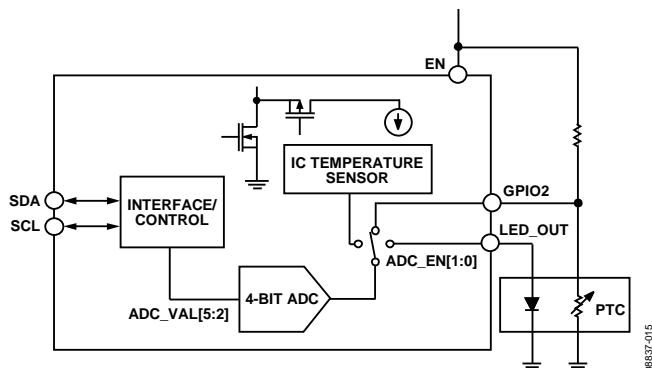 EN
IC TEMPERATURE
SENSOR
SDA
SCL
INTERFACE/
CONTROL
GPIO2
LED_OUT
ADC_EN[1:0]
4-BIT ADC
ADC_VAL[5:2]
PTC
08837-015